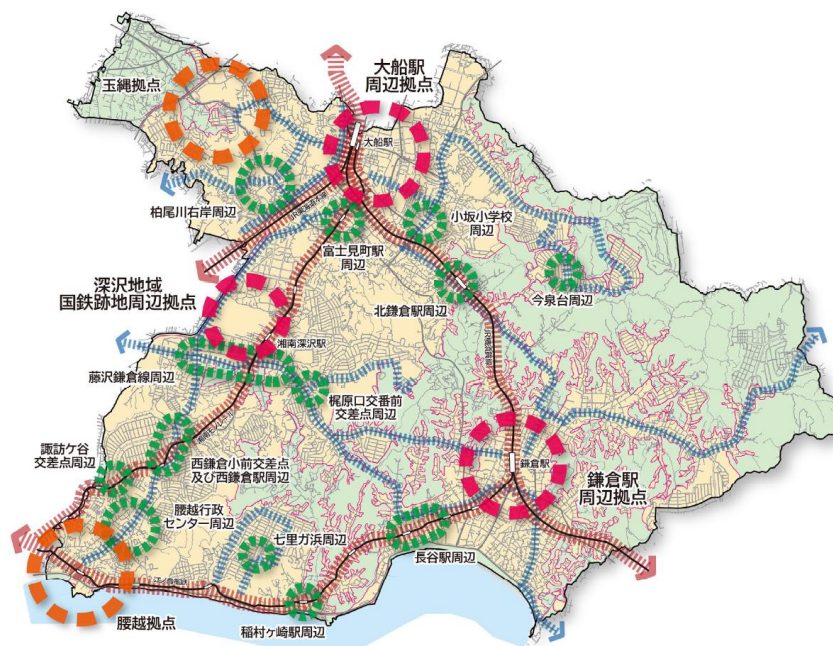 玉縄拠点
大船駅
周辺拠点
大船駅
柏尾川右岸周辺
富士見町駅
周辺
小坂小学校
周辺
今泉台周辺
北鎌倉駅周辺
深沢地域
国鉄跡地周辺拠点
湘南深沢駅
藤沢鎌倉線周辺
梶原口交番前
交差点周辺
諏訪ケ谷
交差点周辺
西鎌倉小前交差点
及び西鎌倉駅周辺
鎌倉駅
鎌倉駅
周辺拠点
腰越行政
センター周辺
七里ガ浜周辺
長谷駅周辺
腰越拠点
稲村ヶ崎駅周辺